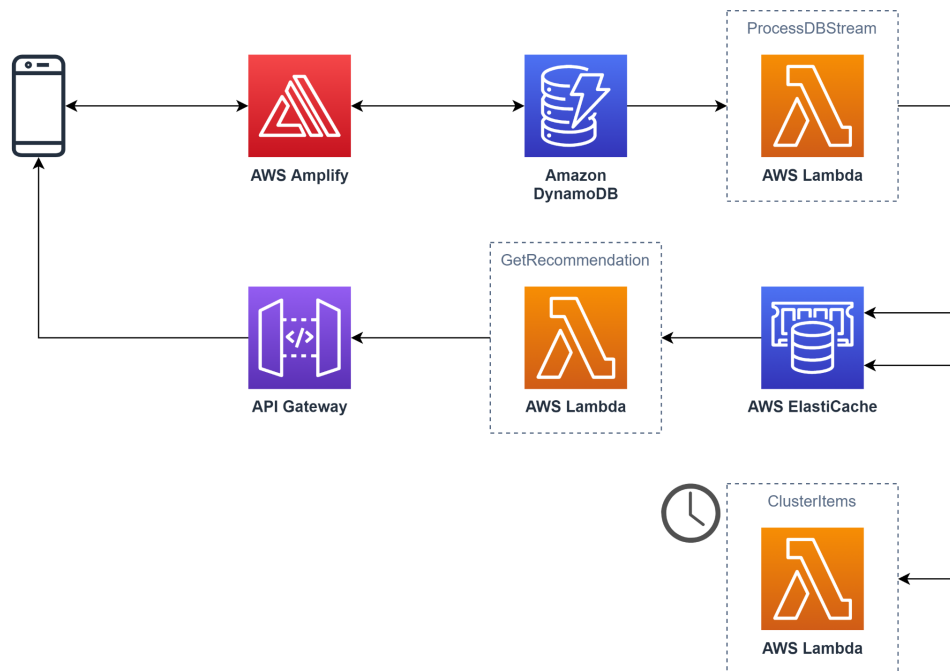 ProcessDBStream
AWS Amplify
Amazon
DynamoDB
AWS Lambda
GetRecommendation
</>
API Gateway
AWS Lambda
AWS ElastiCache
ClusterItems
AWS Lambda